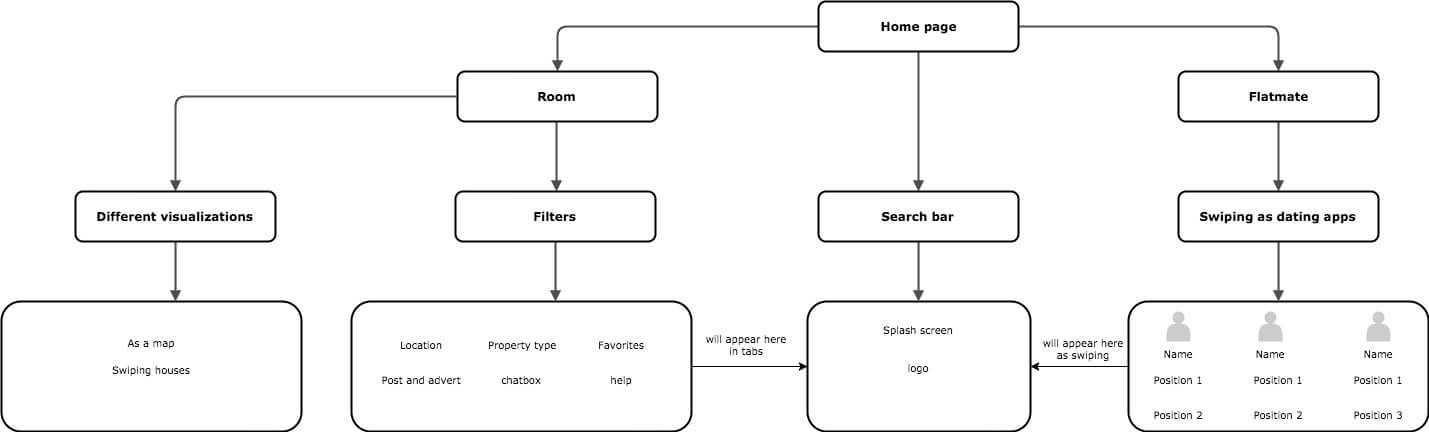 Home page
Room
Flatmate
Different visualizations
Filters
Search bar
Swiping as dating apps
As a map
Swiping houses
Location
Property type
Favorites
Post and advert
chatbox
help
will appear here
in tabs
Splash screen
logo
will appear here
as swiping
Name
Name
Name
Position 1
Position 1
Position 1
Position 2
Position 2
Position 3